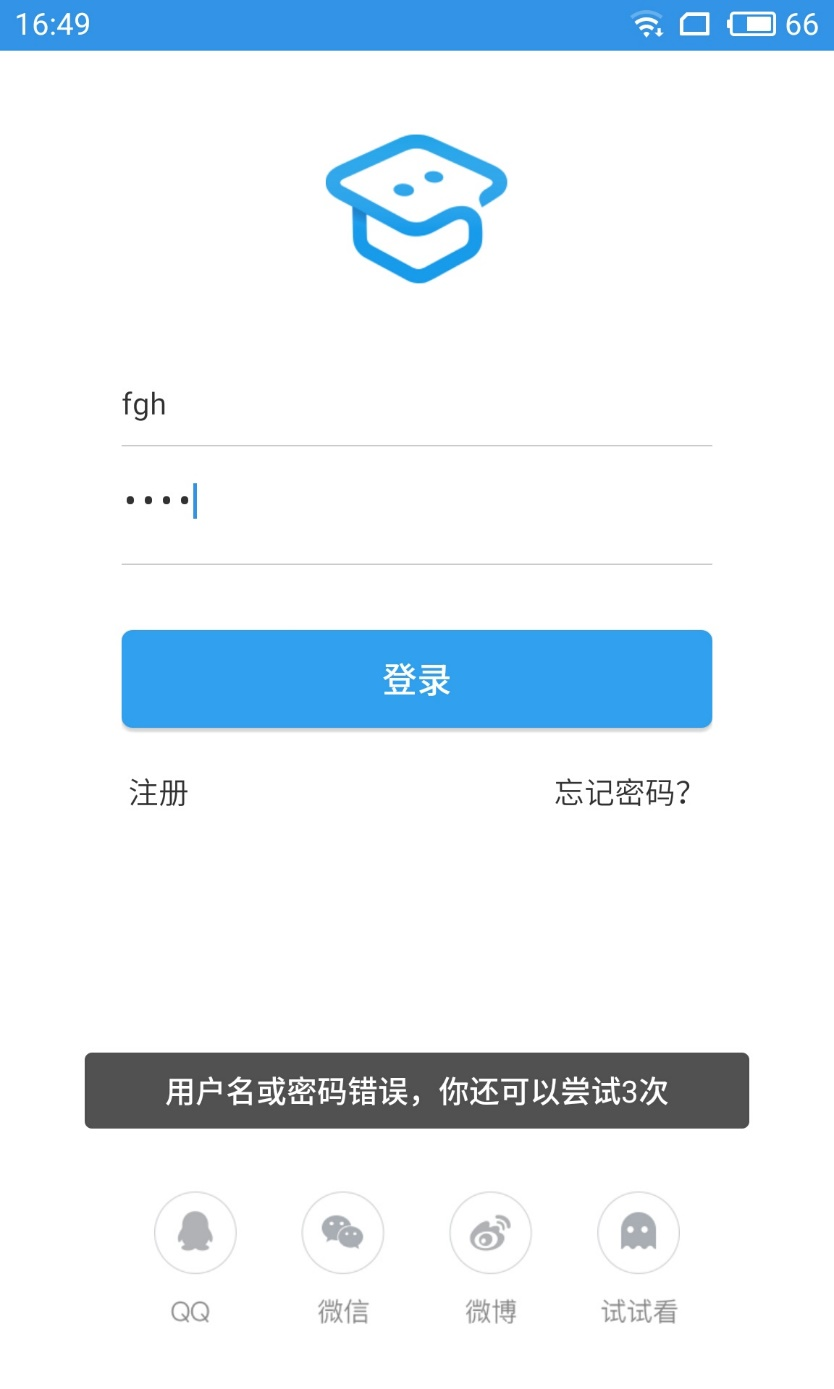 16:49 66
fgh
••••
登录
注册 忘记密码？
用户名或密码错误，你还可以尝试3次
QQ 微信 微博 试试看